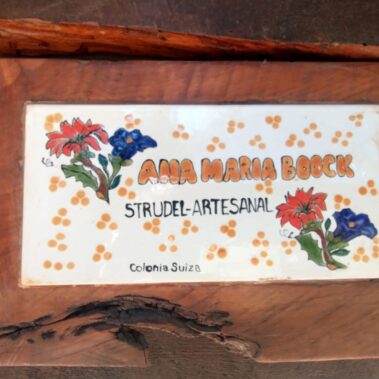 ANA MARIA BOOCK
STRUDEL-ARTESANAL
Colonia Suiza